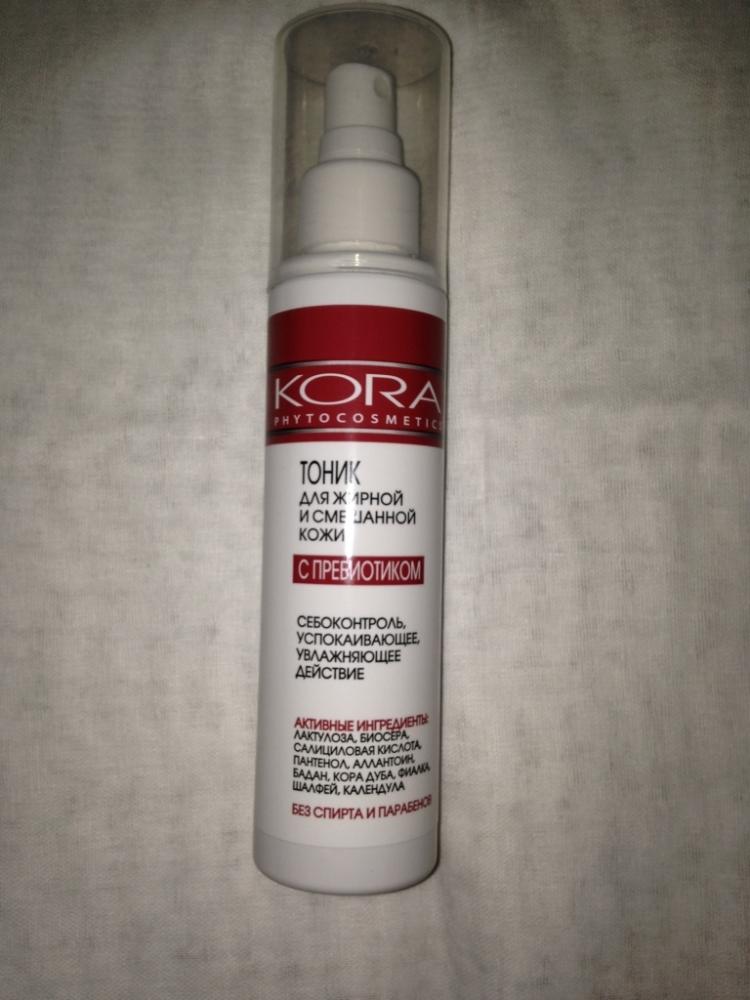 KORA
PHYTOCOSMETIC
ТОНИК
ДЛЯ ЖИРНОЙ
И СМЕШАННОЙ
КОЖИ
С ПРЕБИОТИКОМ
СЕБОКОНТРОЛЬ,
УСПОКАИВАЮЩЕЕ,
УВЛАЖНЯЮЩЕЕ
ДЕЙСТВИЕ
АКТИВНЫЕ ИНГРЕДИЕНТЫ:
ЛАКТУЛОЗА, БИОСЕРА,
САЛИЦИЛОВАЯ КИСЛОТА,
ПАНТЕНОЛ, АЛЛАНТОИН,
БАДАН, КОРА ДУБА, ФИАЛКА,
ШАЛФЕЙ, КАЛЕНДУЛА
БЕЗ СПИРТА И ПАРАБЕНОВ